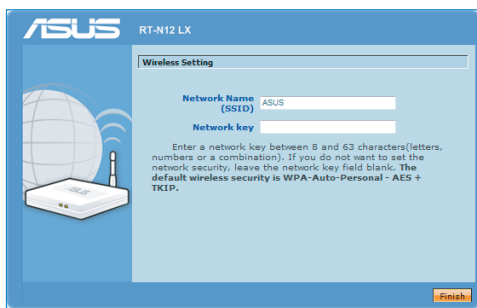 ASUS RT-N12 LX
Wireless Setting
Network Name ASUS
(SSID)
Network key
Enter a network key between 8 and 63 characters(letters,
numbers or a combination). If you do not want to set the
network security, leave the network key field blank. The
default wireless security is WPA-Auto-Personal - AES +
TKIP.
Finish